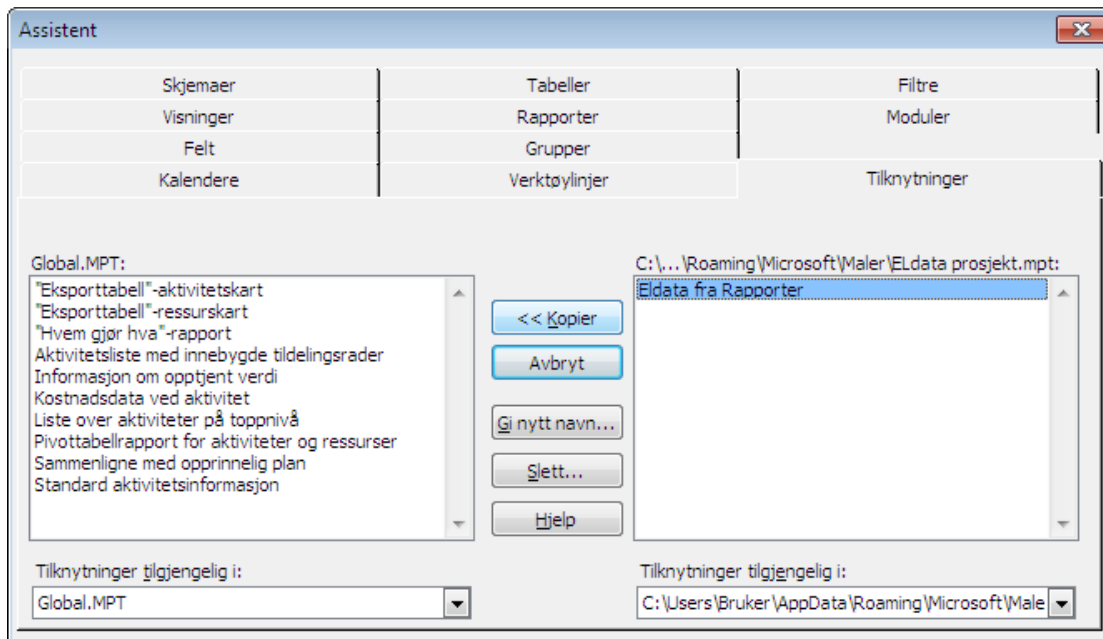 Assistent
Skjemaer Tabeller Filtre
Visninger Rapporter Moduler
Felt Grupper
Kalendere Verktøylinjer Tilknytninger
Global.MPT:
"Eksporttabell"-aktivitetskart
"Eksporttabell"-ressurskart
"Hvem gjør hva"-rapport
Aktivitetsliste med innebygde tildelingsrader
Informasjon om opptjent verdi
Kostnadsdata ved aktivitet
Liste over aktiviteter på toppnivå
Pivottabellrapport for aktiviteter og ressurser
Sammenligne med opprinnelig plan
Standard aktivitetsinformasjon
<< Kopier
Avbryt
Gi nytt navn...
Slett...
Hjelp
C:\...\Roaming\Microsoft\Maler\ELdata prosjekt.mpt:
Eldata fra Rapporter
Tilknytninger tilgjengelig i:
Global.MPT
Tilknytninger tilgjengelig i:
C:\Users\Bruker\AppData\Roaming\Microsoft\Male